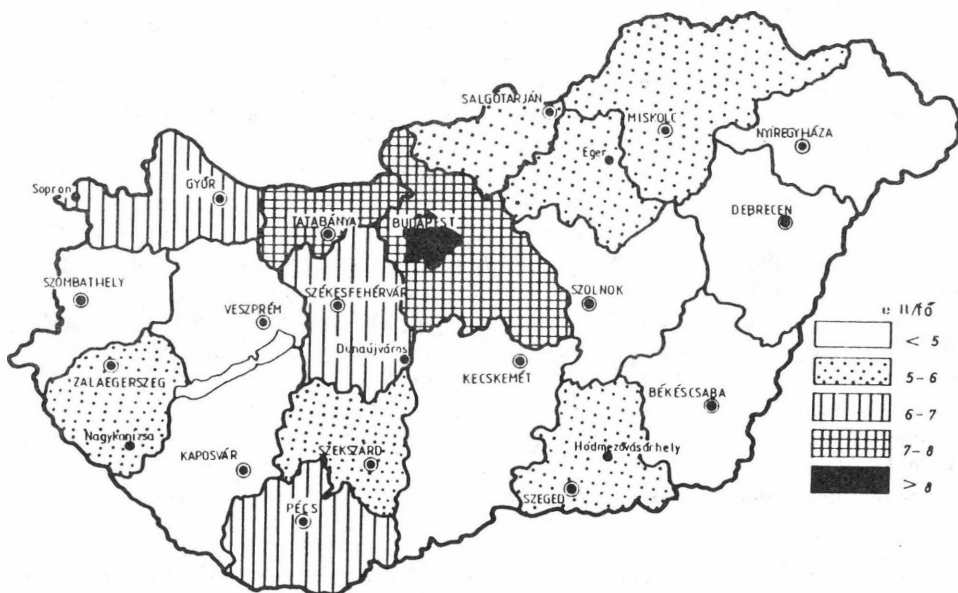 SALGÓTARJÁN
MISKOLC
NYÍREGYHÁZA
Eger
Sopron
GYŐR
DEBRECEN
TATABÁNYA
BUDAPEST
SZOMBATHELY
SZÉKESFEHÉRVÁR
SZOLNOK
VESZPRÉM
Dunaújváros
ZALAEGERSZEG
KECSKEMÉT
BÉKÉSCSABA
Nagykanizsa
KAPOSVÁR
SZEKSZÁRD
Hódmezővásárhely
SZEGED
PÉCS
< 5
5-6
6-7
7-8
> 8